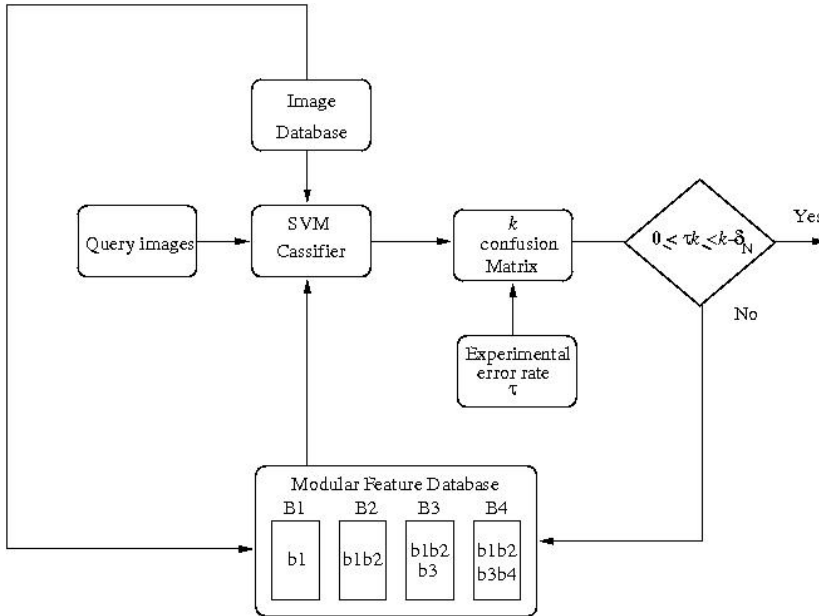 Image
Database
Query images
SVM
Cassifier
k
confusion
Matrix
0 ≤ τk ≤ k-δN
Yes
No
Experimental
error rate
τ
Modular Feature Database
B1 B2 B3 B4
b1
b1b2
b1b2
b3
b1b2
b3b4